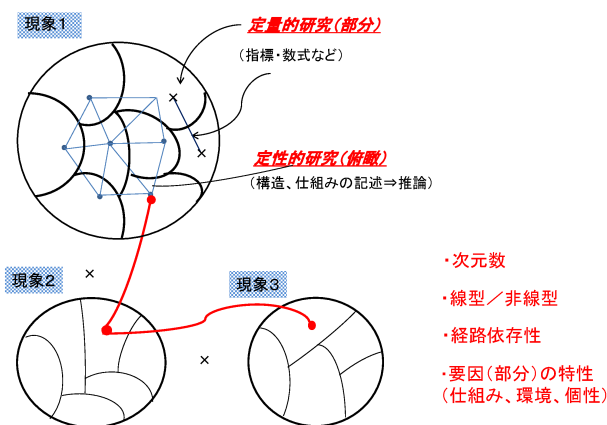 現象1
定量的研究(部分)
(指標・数式など)
×
×
定性的研究(俯瞰)
(構造、仕組みの記述⇒推論)
現象2
×
現象3
×
・次元数
・線型／非線型
・経路依存性
・要因(部分)の特性
(仕組み、環境、個性)